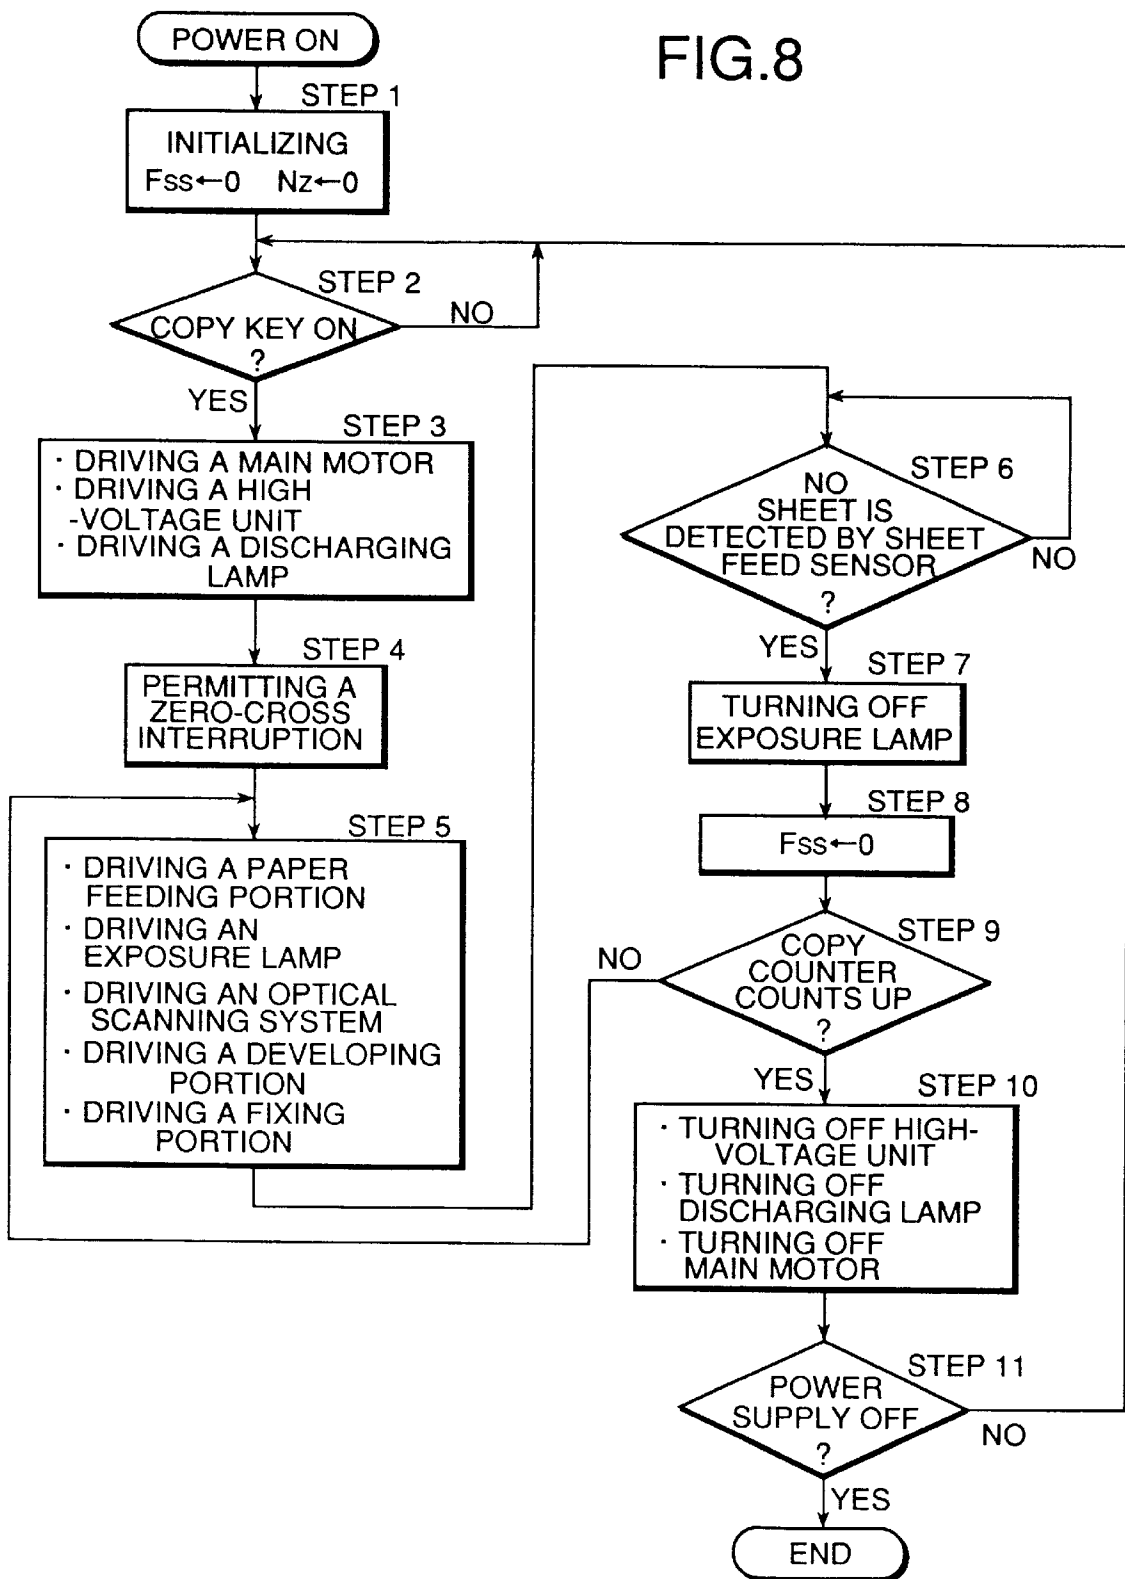 FIG.8
POWER ON
STEP 1
INITIALIZING
Fss←0 Nz←0
STEP 2
COPY KEY ON
?
NO
YES
STEP 3
· DRIVING A MAIN MOTOR
· DRIVING A HIGH
-VOLTAGE UNIT
· DRIVING A DISCHARGING
LAMP
STEP 4
PERMITTING A
ZERO-CROSS
INTERRUPTION
STEP 5
· DRIVING A PAPER
FEEDING PORTION
· DRIVING AN
EXPOSURE LAMP
· DRIVING AN OPTICAL
SCANNING SYSTEM
· DRIVING A DEVELOPING
PORTION
· DRIVING A FIXING
PORTION
STEP 6
NO
SHEET IS
DETECTED BY SHEET
FEED SENSOR
?
NO
YES
STEP 7
TURNING OFF
EXPOSURE LAMP
STEP 8
Fss←0
STEP 9
COPY
COUNTER
COUNTS UP
?
NO
YES
STEP 10
· TURNING OFF HIGH-
VOLTAGE UNIT
· TURNING OFF
DISCHARGING LAMP
· TURNING OFF
MAIN MOTOR
STEP 11
POWER
SUPPLY OFF
?
NO
YES
END